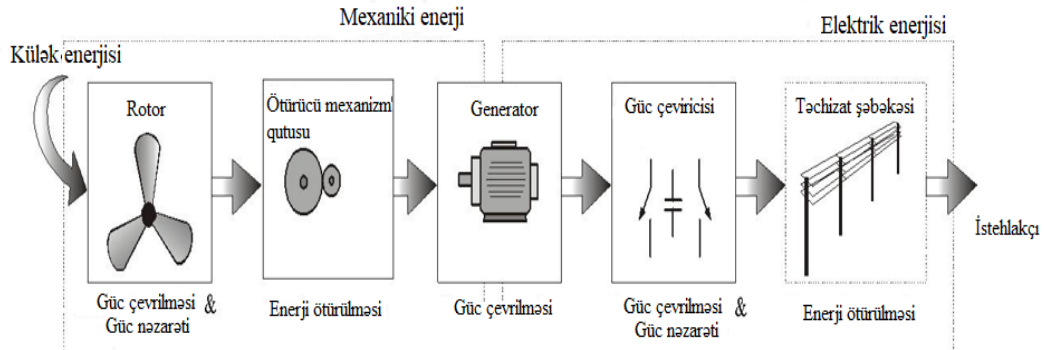 Mexaniki enerji
Elektrik enerjisi
Külək enerjisi
Rotor
Ötürücü mexanizm'
qutusu
Generator
Güc çeviricisi
Təchizat şəbəkəsi
İstehlakçı
Güc çevrilməsi &
Güc nəzarəti
Enerji ötürülməsi
Güc çevrilməsi
Güc çevrilməsi &
Güc nəzarəti
Enerji ötürülməsi